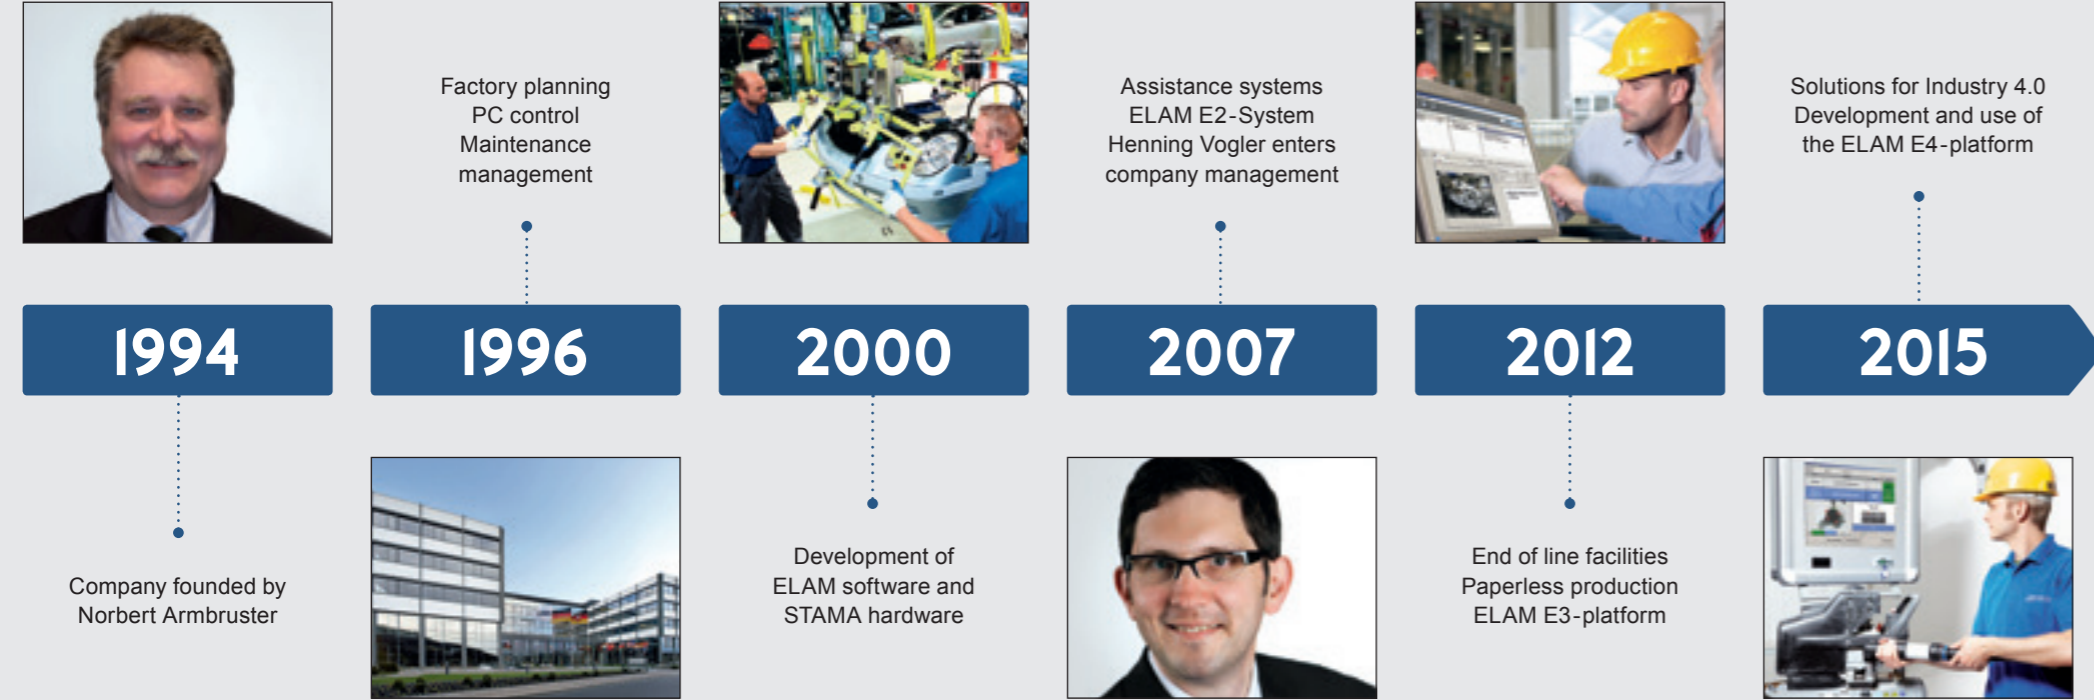 1994
Company founded by
Norbert Armbruster
Factory planning
PC control
Maintenance
management
1996
2000
Development of
ELAM software and
STAMA hardware
Assistance systems
ELAM E2-System
Henning Vogler enters
company management
2007
2012
End of line facilities
Paperless production
ELAM E3-platform
Solutions for Industry 4.0
Development and use of
the ELAM E4-platform
2015